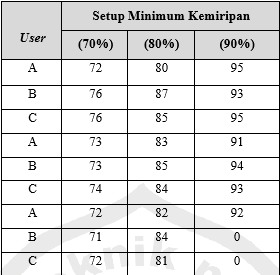 User Setup Minimum Kemiripan
(70%) (80%) (90%)
A 72 80 95
B 76 87 93
C 76 85 95
A 73 83 91
B 73 85 94
C 74 84 93
A 72 82 92
B 71 84 0
C 72 81 0